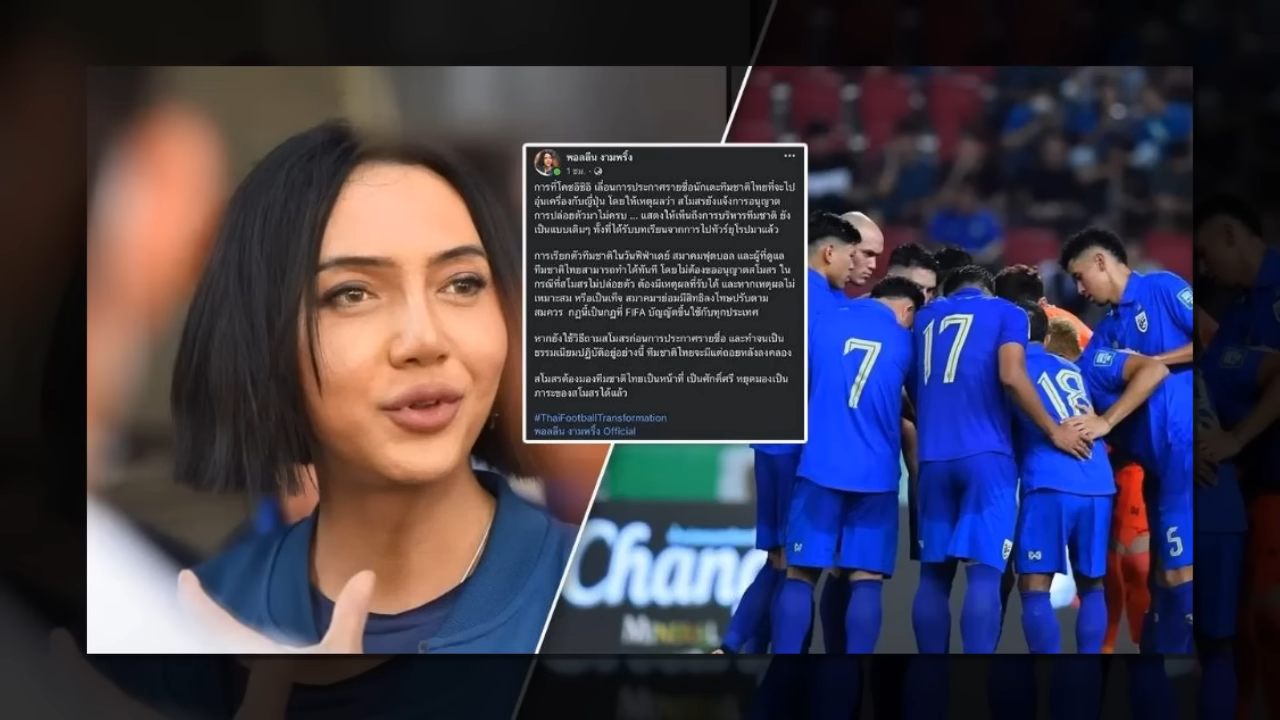 พอลลีน งามพริ้ง
1 ชม.
การที่โคชอิชิอิ เลื่อนการประกาศรายชื่อนักเตะทีมชาติไทยที่จะไป
อุ่นเครื่องกับญี่ปุ่น โดยให้เหตุผลว่า สโมสรยังแจ้งการอนุญาต
การปล่อยตัวมาไม่ครบ ... แสดงให้เห็นถึงการบริหารทีมชาติ ยัง
เป็นแบบเดิมๆ ทั้งที่ได้รับบทเรียนจากการไปทัวร์ยุโรปมาแล้ว
การเรียกตัวทีมชาติในวันฟีฟ่าเดย์ สมาคมฟุตบอล และผู้ที่ดูแล
ทีมชาติไทยสามารถทำได้ทันที โดยไม่ต้องขออนุญาตสโมสร ใน
กรณีที่สโมสรไม่ปล่อยตัว ต้องมีเหตุผลที่รับได้ และหากเหตุผลไม่
เหมาะสม หรือเป็นเท็จ สมาคมฯย่อมมีสิทธิลงโทษปรับตาม
สมควร กฎนี้เป็นกฎที่ FIFA บัญญัติขึ้นใช้กับทุกประเทศ
หากยังใช้วิธีถามสโมสรก่อนการประกาศรายชื่อ และทำจนเป็น
ธรรมเนียมปฏิบัติอยู่อย่างนี้ ทีมชาติไทยจะมีแต่ถอยหลังลงคลอง
สโมสรต้องมองทีมชาติไทยเป็นหน้าที่ เป็นศักดิ์ศรี หยุดมองเป็น
ภาระของสโมสรได้แล้ว
#ThaiFootballTransformation
พอลลีน งามพริ้ง Official
7
17
18
5
Chang
MINERAL